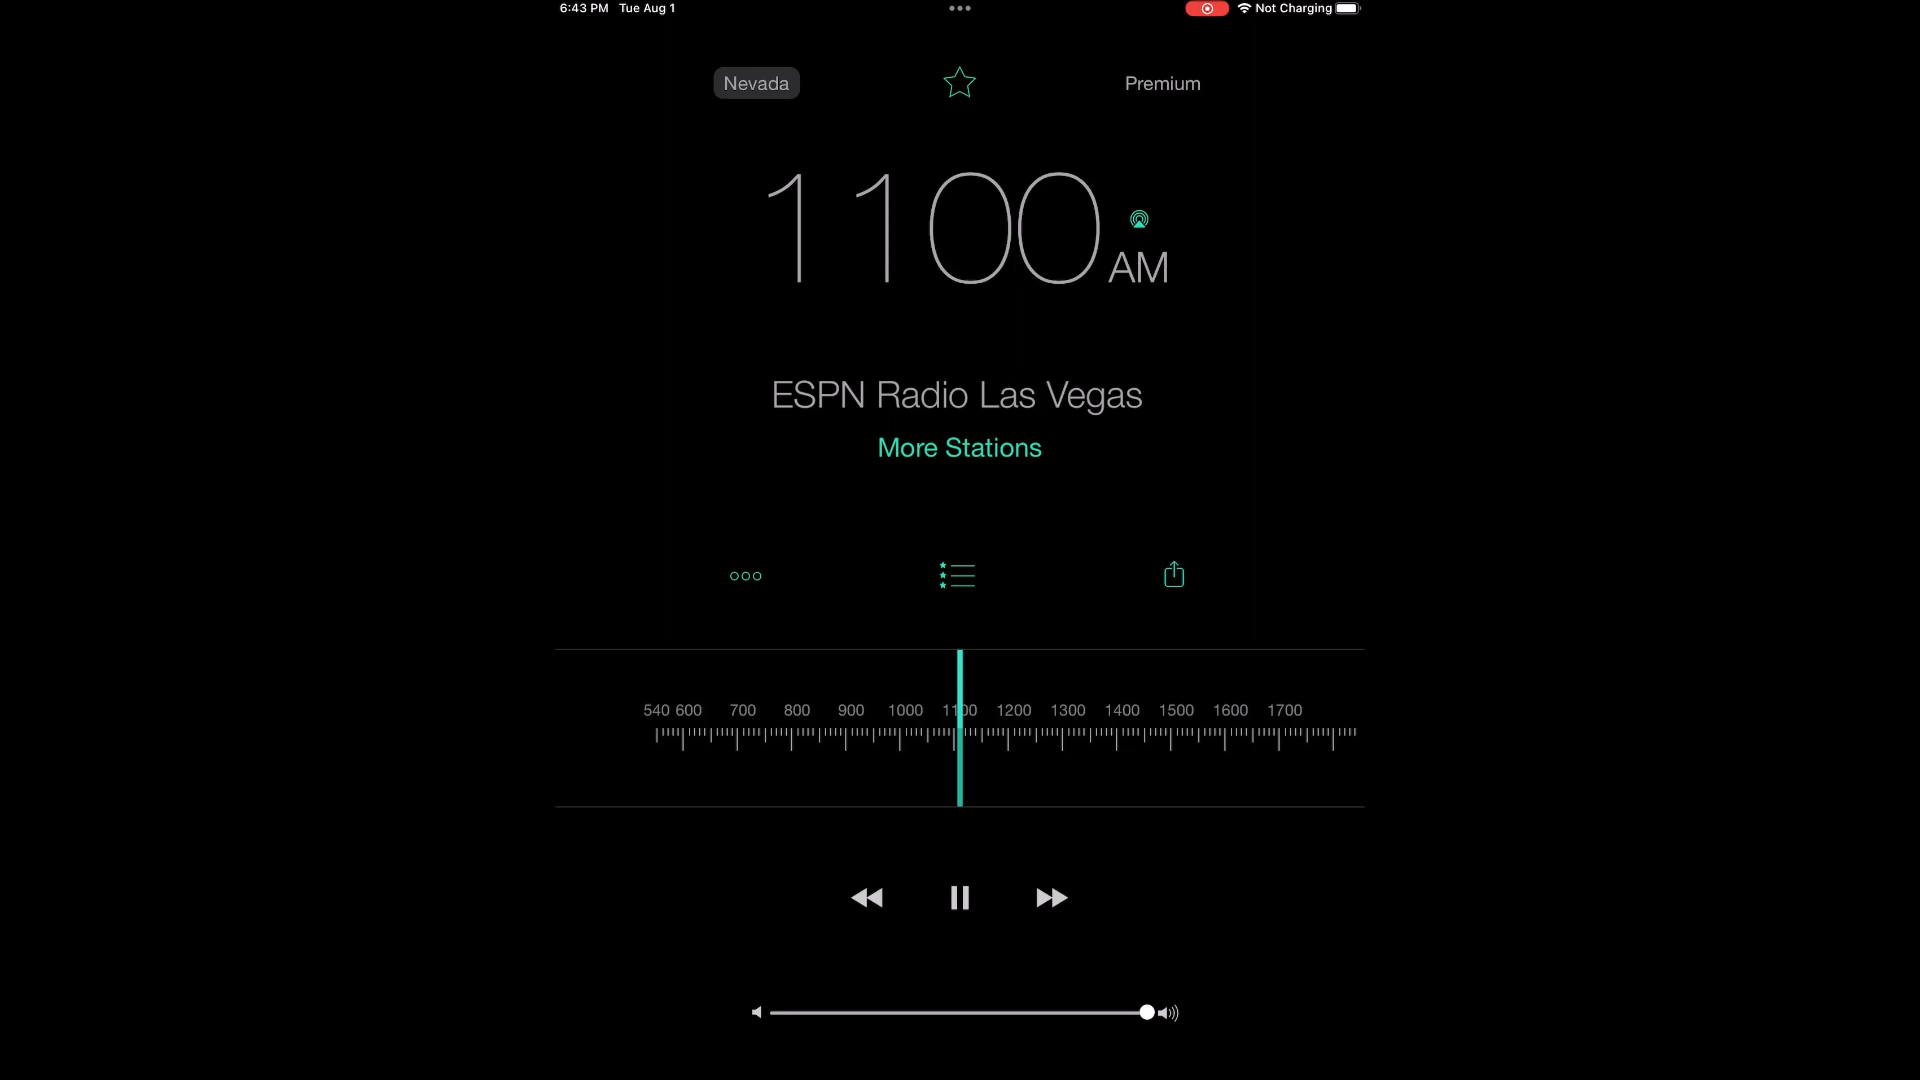 6:43 PM Tue Aug 1
Not Charging
Nevada
Premium
1100 AM
ESPN Radio Las Vegas
More Stations
540 600 700 800 900 1000 1100 1200 1300 1400 1500 1600 1700